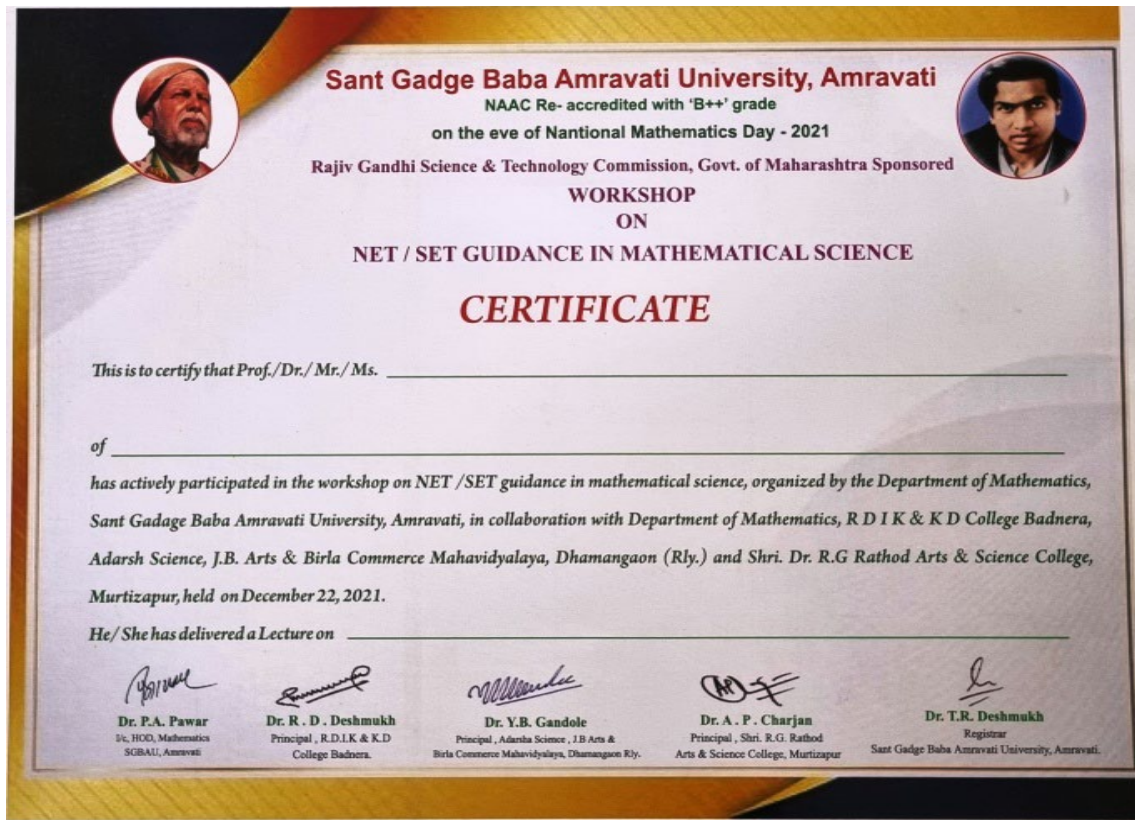 Sant Gadge Baba Amravati University, Amravati
NAAC Re- accredited with ‘B++’ grade
on the eve of Nantional Mathematics Day - 2021
Rajiv Gandhi Science & Technology Commission, Govt. of Maharashtra Sponsored
WORKSHOP
ON
NET / SET GUIDANCE IN MATHEMATICAL SCIENCE
CERTIFICATE
This is to certify that Prof./Dr./ Mr./ Ms.
of
has actively participated in the workshop on NET /SET guidance in mathematical science, organized by the Department of Mathematics,
Sant Gadage Baba Amravati University, Amravati, in collaboration with Department of Mathematics, R D I K & K D College Badnera,
Adarsh Science, J.B. Arts & Birla Commerce Mahavidyalaya, Dhamangaon (Rly.) and Shri. Dr. R.G Rathod Arts & Science College,
Murtizapur, held on December 22, 2021.
He/ She has delivered a Lecture on
Dr. P.A. Pawar
I/c, HOD, Mathematics
SGBAU, Amravati
Dr. R . D . Deshmukh
Principal , R.D.I.K & K.D
College Badnera.
Dr. Y.B. Gandole
Principal , Adarsha Science , J.B Arts &
Birla Commerce Mahavidyalaya, Dhamangaon Rly.
Dr. A . P . Charjan
Principal , Shri. R.G. Rathod
Arts & Science College, Murtizapur
Dr. T.R. Deshmukh
Registrar
Sant Gadge Baba Amravati University, Amravati.